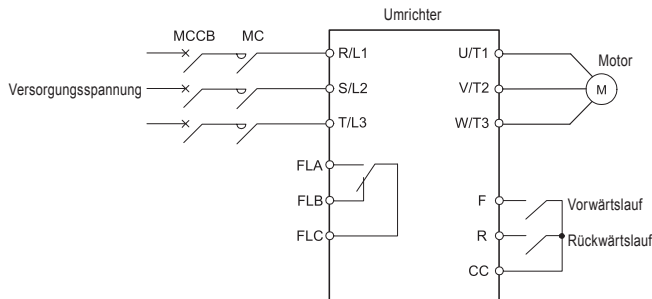 Umrichter
MCCB MC
R/L1 U/T1 Motor
Versorgungsspannung S/L2 V/T2 M
T/L3 W/T3
FLA
FLB F Vorwärtslauf
FLC R Rückwärtslauf
CC